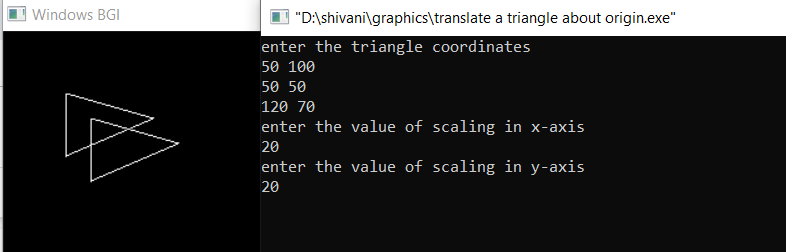 Windows BGI
"D:\shivani\graphics\translate a triangle about origin.exe"
enter the triangle coordinates
50 100
50 50
120 70
enter the value of scaling in x-axis
20
enter the value of scaling in y-axis
20